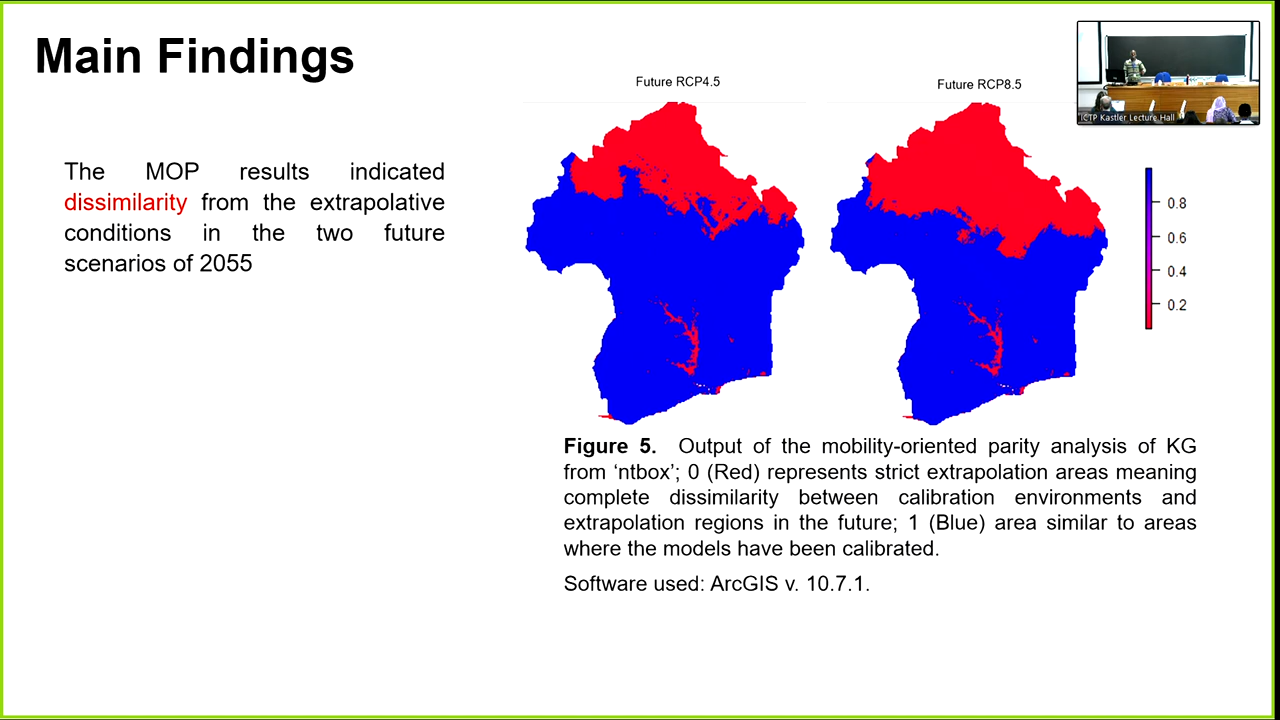 Main Findings
The MOP results indicated
dissimilarity from the extrapolative
conditions in the two future
scenarios of 2055
Future RCP4.5
Future RCP8.5
0.8
0.6
0.4
0.2
ICTP Kastler Lecture Hall
Figure 5. Output of the mobility-oriented parity analysis of KG
from ‘ntbox’; 0 (Red) represents strict extrapolation areas meaning
complete dissimilarity between calibration environments and
extrapolation regions in the future; 1 (Blue) area similar to areas
where the models have been calibrated.
Software used: ArcGIS v. 10.7.1.